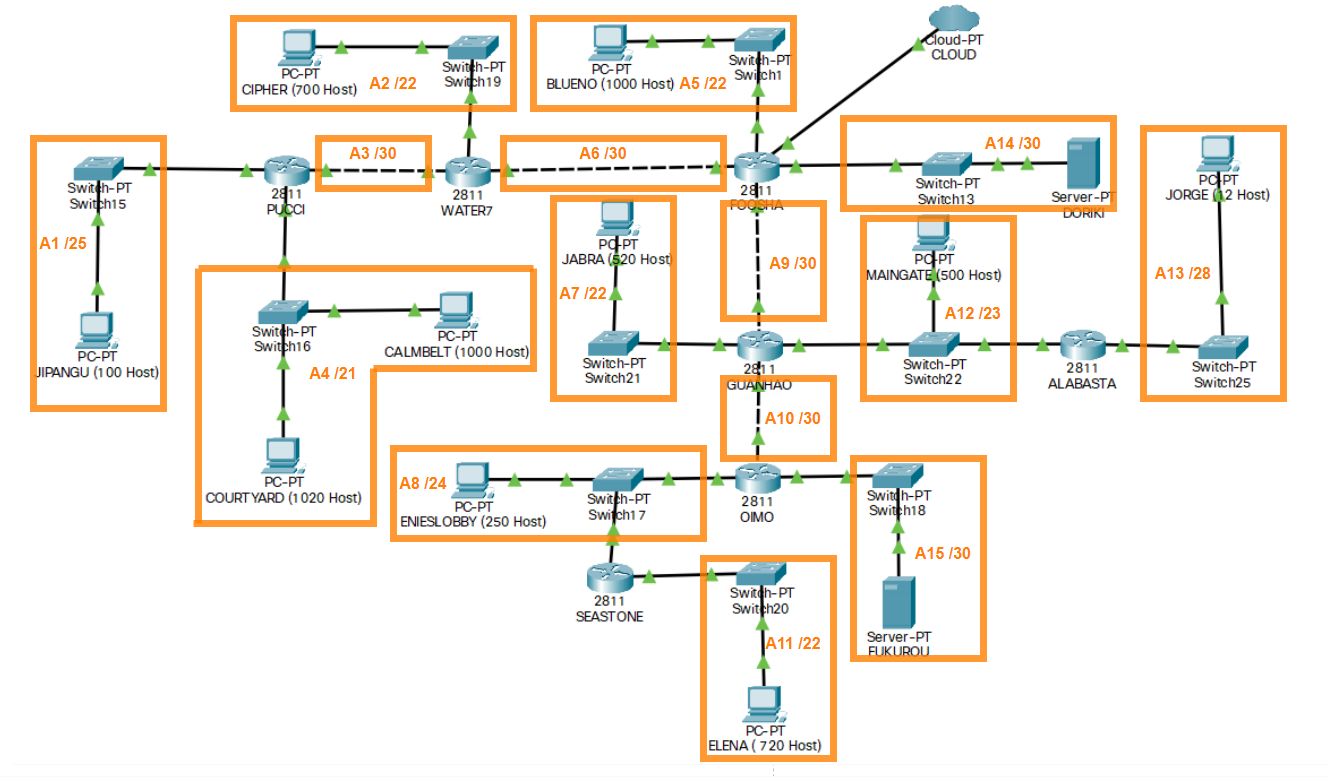 Cloud-PT
CLOUD
PC-PT
CIPHER (700 Host)
A2 /22
Switch-PT
Switch19
PC-PT
BLUENO (1000 Host)
A5 /22
Switch-PT
Switch1
Switch-PT
Switch15
A1 /25
PC-PT
JIPANGU (100 Host)
2811
PUCCI
A3 /30
2811
WATER7
A6 /30
2811
FOOSHA
Switch-PT
Switch13
A14 /30
Server-PT
DORIKI
PC-PT
JORGE (12 Host)
A13 /28
Switch-PT
Switch25
PC-PT
JABRA (520 Host)
A7 /22
Switch-PT
Switch21
A9 /30
PC-PT
MAINGATE (500 Host)
A12 /23
Switch-PT
Switch22
2811
ALABASTA
2811
GUANHAO
Switch-PT
Switch16
PC-PT
CALMBELT (1000 Host)
A4 /21
PC-PT
COURTYARD (1020 Host)
A10 /30
2811
OIMO
A8 /24
PC-PT
ENIESLOBBY (250 Host)
Switch-PT
Switch17
Switch-PT
Switch18
A15 /30
Server-PT
FUKUROU
2811
SEASTONE
Switch-PT
Switch20
A11 /22
PC-PT
ELENA ( 720 Host)